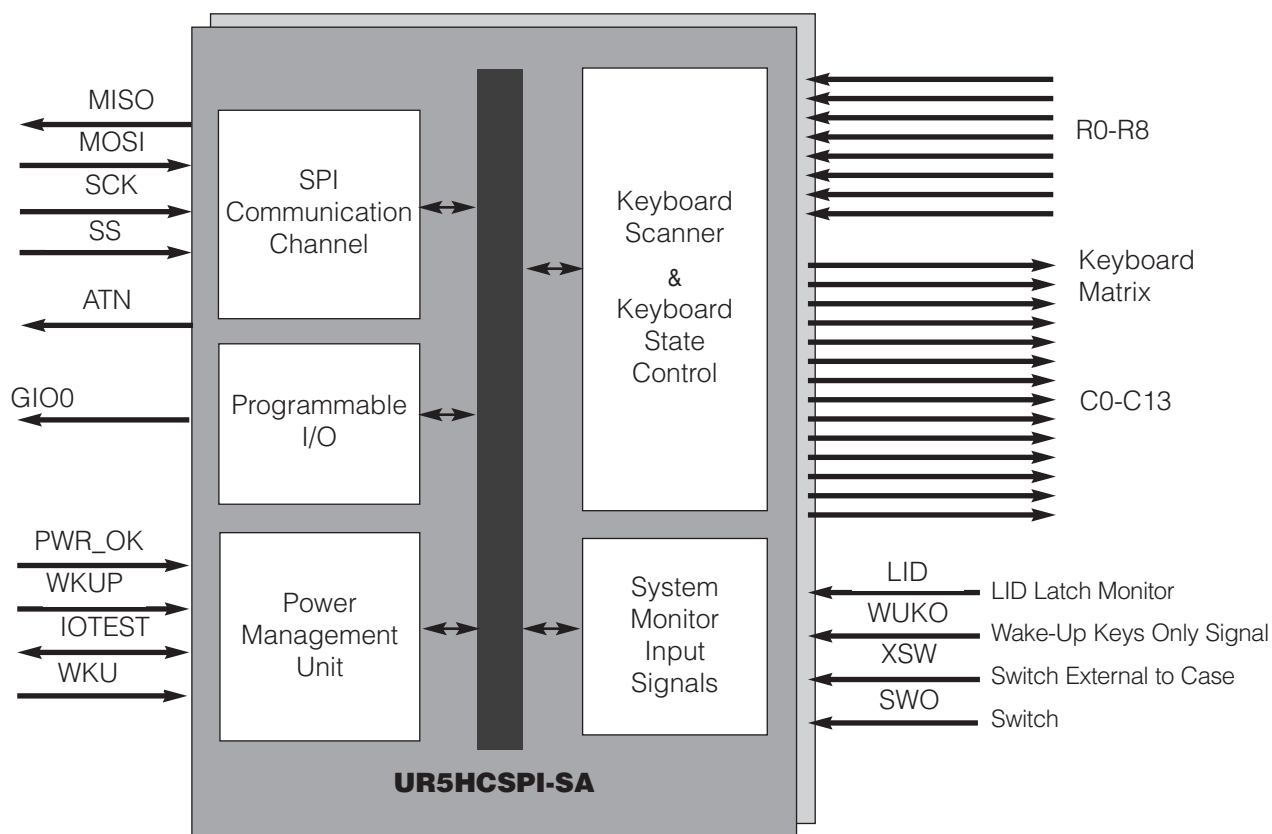 MISO
MOSI
SCK
SS
ATN
GIO0
PWR_OK
WKUP
IOTEST
WKU
SPI
Communication
Channel
Programmable
I/O
Power
Management
Unit
Keyboard
Scanner
&
Keyboard
State
Control
System
Monitor
Input
Signals
R0-R8
Keyboard
Matrix
C0-C13
LID
LID Latch Monitor
WUKO
Wake-Up Keys Only Signal
XSW
Switch External to Case
SWO
Switch
UR5HCSPI-SA